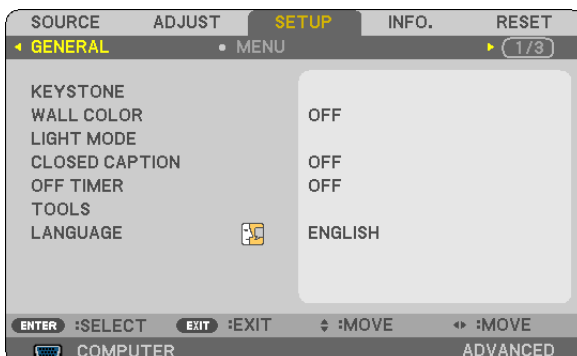 SOURCE ADJUST SETUP INFO. RESET
GENERAL MENU 1/3
KEYSTONE
WALL COLOR OFF
LIGHT MODE
CLOSED CAPTION OFF
OFF TIMER OFF
TOOLS
LANGUAGE ENGLISH
ENTER :SELECT EXIT :EXIT :MOVE :MOVE
COMPUTER ADVANCED